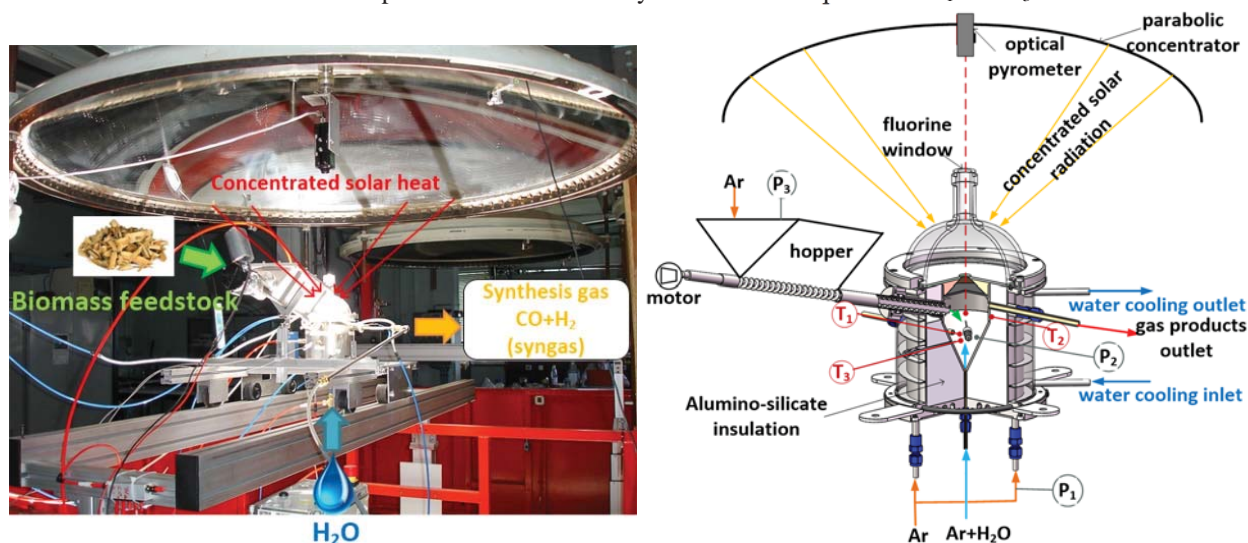 Concentrated solar heat
Biomass feedstock
Synthesis gas
CO+H₂
(syngas)
H₂O
parabolic
concentrator
optical
pyrometer
concentrated solar
radiation
fluorine
window
Ar
P₃
hopper
motor
T₁
water cooling outlet
gas products
outlet
T₂
P₂
T₃
water cooling inlet
Alumino-silicate
insulation
P₁
Ar
Ar+H₂O